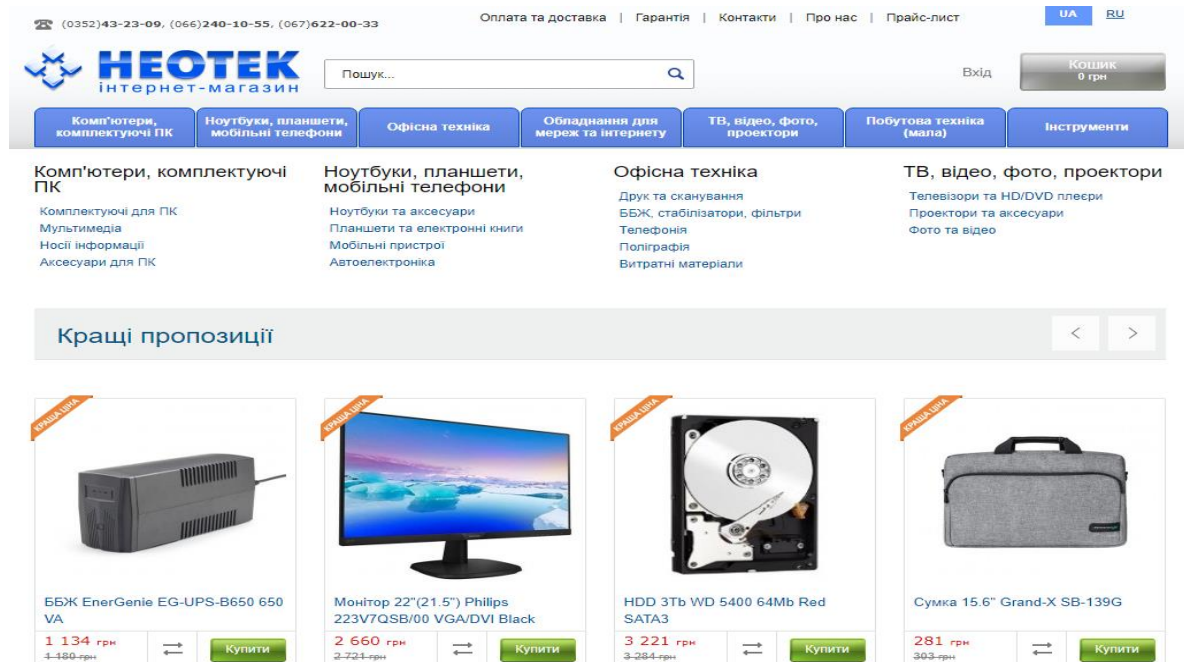 (0352)43-23-09, (066)240-10-55, (067)622-00-33
Оплата та доставка | Гарантія | Контакти | Про нас | Прайс-лист
UA RU
НЕОТЕК
інтернет-магазин
Пошук...
Вхід
Кошик
0 грн
Комп'ютери,
комплектуючі ПК
Ноутбуки, планшети,
мобільні телефони
Офісна техніка
Обладнання для
мереж та інтернету
ТВ, відео, фото,
проектори
Побутова техніка
(мала)
Інструменти
Комп'ютери, комплектуючі
ПК
Комплектуючі для ПК
Мультимедіа
Носії інформації
Аксесуари для ПК
Ноутбуки, планшети,
мобільні телефони
Ноутбуки та аксесуари
Планшети та електронні книги
Мобільні пристрої
Автоелектроніка
Офісна техніка
Друк та сканування
ББЖ, стабілізатори, фільтри
Телефонія
Поліграфія
Витратні матеріали
ТВ, відео, фото, проектори
Телевізори та HD/DVD плеєри
Проектори та аксесуари
Фото та відео
Кращі пропозиції
< >
КРАЩА ЦІНА
ББЖ EnerGenie EG-UPS-B650 650
VA
1 134 грн
1 180 грн
Купити
КРАЩА ЦІНА
Монітор 22"(21.5") Philips
223V7QSB/00 VGA/DVI Black
2 660 грн
2 721 грн
Купити
КРАЩА ЦІНА
HDD 3Tb WD 5400 64Mb Red
SATA3
3 221 грн
3 284 грн
Купити
КРАЩА ЦІНА
Сумка 15.6" Grand-X SB-139G
281 грн
303 грн
Купити